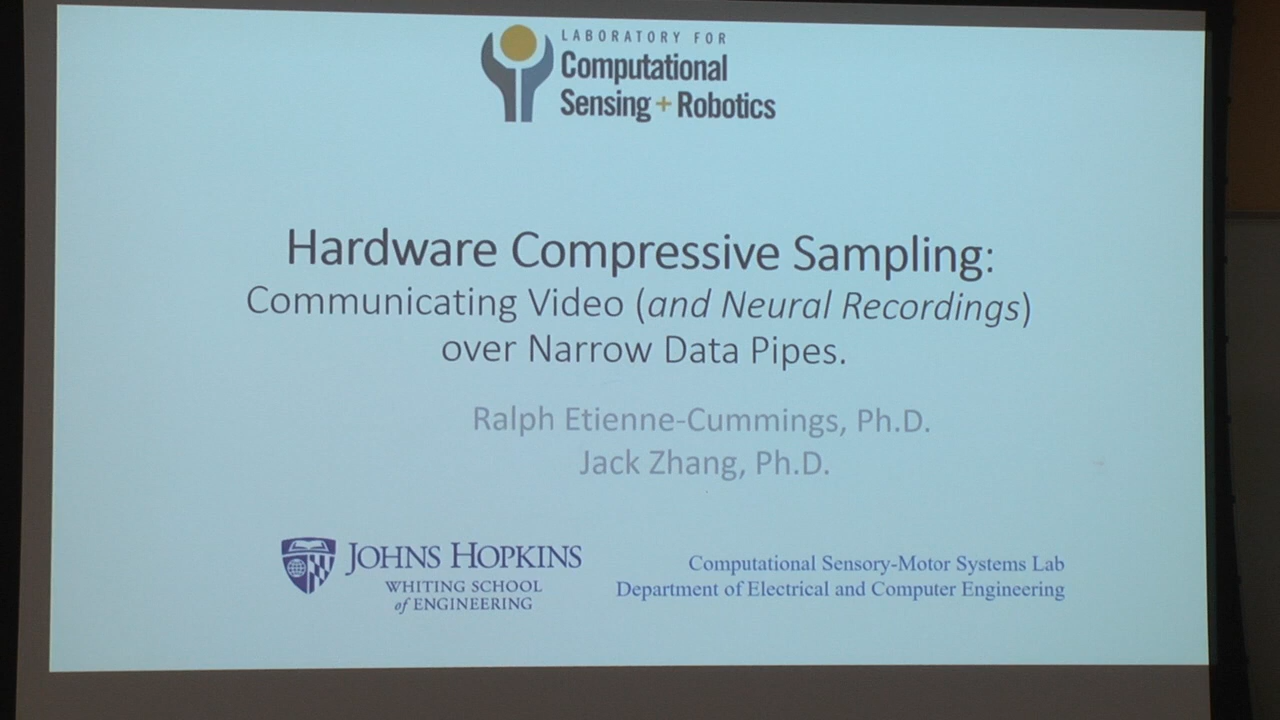 LABORATORY FOR
Computational
Sensing + Robotics
Hardware Compressive Sampling:
Communicating Video (and Neural Recordings)
over Narrow Data Pipes.
Ralph Etienne-Cummings, Ph.D.
Jack Zhang, Ph.D.
JOHNS HOPKINS
WHITING SCHOOL
of ENGINEERING
Computational Sensory-Motor Systems Lab
Department of Electrical and Computer Engineering